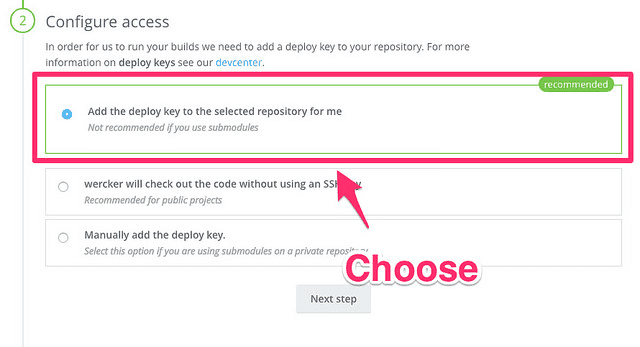 2
Configure access
In order for us to run your builds we need to add a deploy key to your repository. For more
information on deploy keys see our devcenter.
recommended
Add the deploy key to the selected repository for me
Not recommended if you use submodules
wercker will check out the code without using an SSH
Recommended for public projects
Manually add the deploy key.
Select this option if you are using submodules on a private repository
Choose
Next step